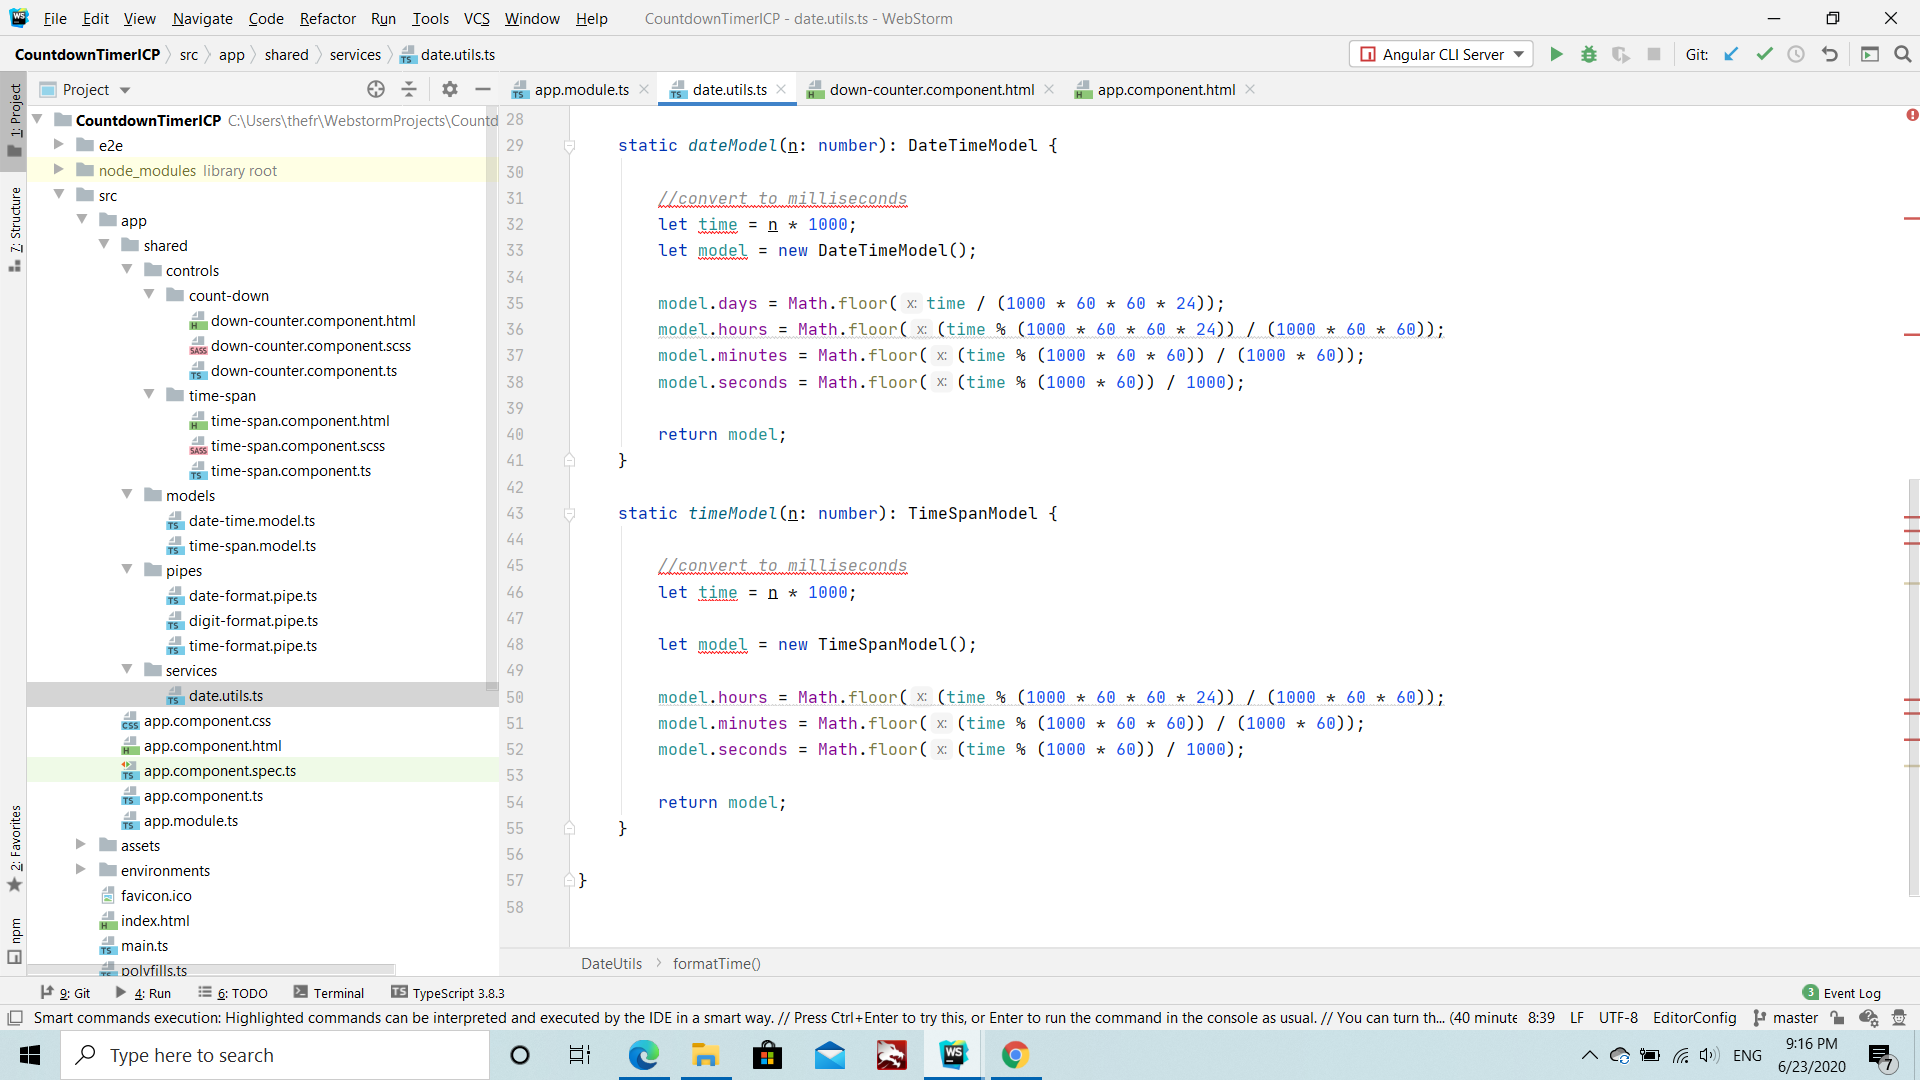 WS File Edit View Navigate Code Refactor Run Tools VCS Window Help CountdownTimerICP - date.utils.ts - WebStorm
CountdownTimerICP src app shared services date.utils.ts Angular CLI Server Git:
Project app.module.ts date.utils.ts down-counter.component.html app.component.html
1: Project
7: Structure
2: Favorites
npm
CountdownTimerICP C:\Users\thefr\WebstormProjects\Countd
e2e
node_modules library root
src
app
shared
controls
count-down
down-counter.component.html
down-counter.component.scss
down-counter.component.ts
time-span
time-span.component.html
time-span.component.scss
time-span.component.ts
models
date-time.model.ts
time-span.model.ts
pipes
date-format.pipe.ts
digit-format.pipe.ts
time-format.pipe.ts
services
date.utils.ts
app.component.css
app.component.html
app.component.spec.ts
app.component.ts
app.module.ts
assets
environments
favicon.ico
index.html
main.ts
polyfills.ts
28
29 static dateModel(n: number): DateTimeModel {
30
31 //convert to milliseconds
32 let time = n * 1000;
33 let model = new DateTimeModel();
34
35 model.days = Math.floor( x: time / (1000 * 60 * 60 * 24));
36 model.hours = Math.floor( x: (time % (1000 * 60 * 60 * 24)) / (1000 * 60 * 60));
37 model.minutes = Math.floor( x: (time % (1000 * 60 * 60)) / (1000 * 60));
38 model.seconds = Math.floor( x: (time % (1000 * 60)) / 1000);
39
40 return model;
41 }
42
43 static timeModel(n: number): TimeSpanModel {
44
45 //convert to milliseconds
46 let time = n * 1000;
47
48 let model = new TimeSpanModel();
49
50 model.hours = Math.floor( x: (time % (1000 * 60 * 60 * 24)) / (1000 * 60 * 60));
51 model.minutes = Math.floor( x: (time % (1000 * 60 * 60)) / (1000 * 60));
52 model.seconds = Math.floor( x: (time % (1000 * 60)) / 1000);
53
54 return model;
55 }
56
57 }
58
DateUtils formatTime()
9: Git 4: Run 6: TODO Terminal TypeScript 3.8.3 3 Event Log
Smart commands execution: Highlighted commands can be interpreted and executed by the IDE in a smart way. // Press Ctrl+Enter to try this, or Enter to run the command in the console as usual. // You can turn th... (40 minute 8:39 LF UTF-8 EditorConfig master
Type here to search ENG 9:16 PM
6/23/2020 7